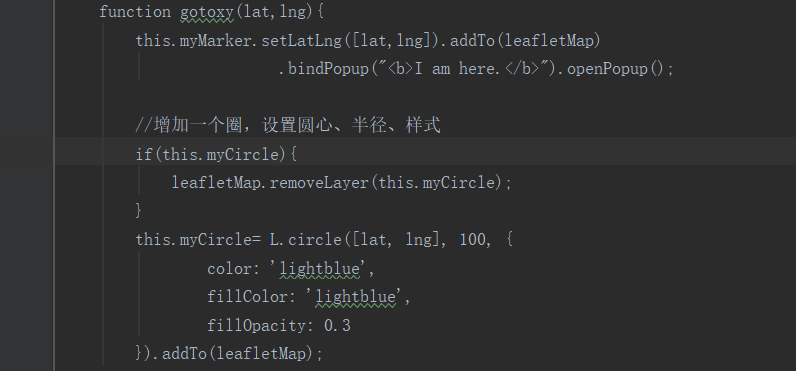 function gotoxy(lat,lng){
this.myMarker.setLatLng([lat,lng]).addTo(leafletMap)
.bindPopup("<b>I am here.</b>").openPopup();
//增加一个圈，设置圆心、半径、样式
if(this.myCircle){
leafletMap.removeLayer(this.myCircle);
}
this.myCircle= L.circle([lat, lng], 100, {
color: 'lightblue',
fillColor: 'lightblue',
fillOpacity: 0.3
}).addTo(leafletMap);